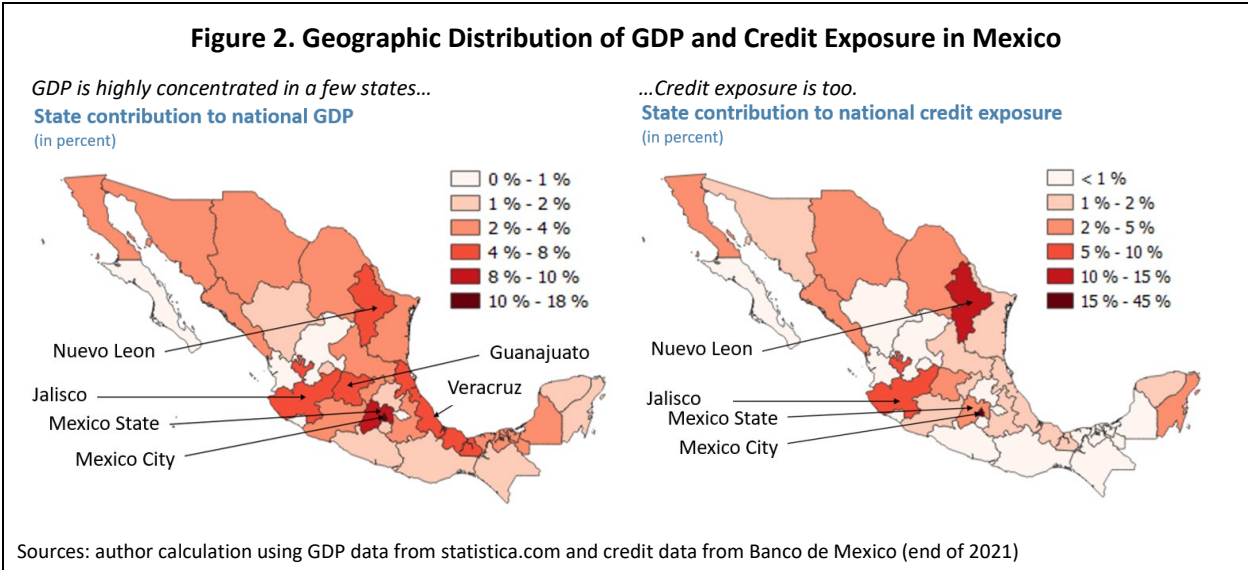 Figure 2. Geographic Distribution of GDP and Credit Exposure in Mexico
GDP is highly concentrated in a few states…
State contribution to national GDP
(in percent)
0 % - 1 %
1 % - 2 %
2 % - 4 %
4 % - 8 %
8 % - 10 %
10 % - 18 %
Nuevo Leon
Guanajuato
Veracruz
Jalisco
Mexico State
Mexico City
…Credit exposure is too.
State contribution to national credit exposure
(in percent)
< 1 %
1 % - 2 %
2 % - 5 %
5 % - 10 %
10 % - 15 %
15 % - 45 %
Nuevo Leon
Jalisco
Mexico State
Mexico City
Sources: author calculation using GDP data from statistica.com and credit data from Banco de Mexico (end of 2021)